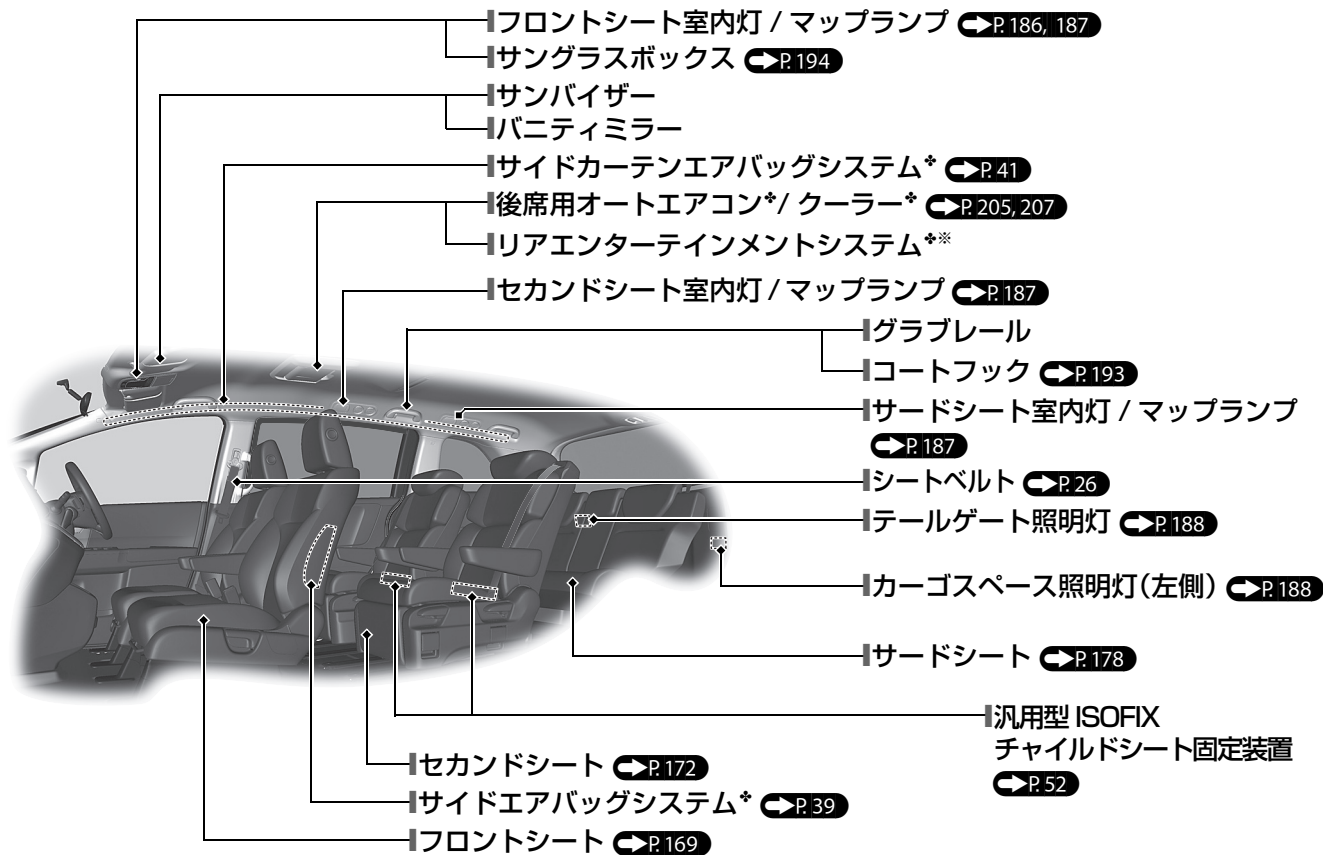 フロントシート室内灯 / マップランプ P. 186, 187
サングラスボックス P. 194
サンバイザー
バニティミラー
サイドカーテンエアバッグシステム✤ P. 41
後席用オートエアコン✤/ クーラー✤ P. 205, 207
リアエンターテインメントシステム✤※
セカンドシート室内灯 / マップランプ P. 187
グラブレール
コートフック P. 193
サードシート室内灯 / マップランプ
P. 187
シートベルト P. 26
テールゲート照明灯 P. 188
カーゴスペース照明灯(左側) P. 188
サードシート P. 178
汎用型 ISOFIX
チャイルドシート固定装置
P. 52
セカンドシート P. 172
サイドエアバッグシステム✤ P. 39
フロントシート P. 169